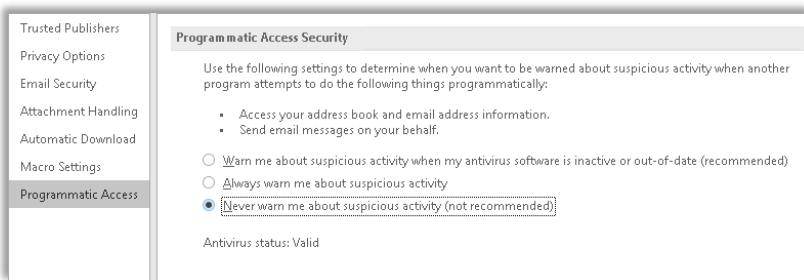 Trusted Publishers
Privacy Options
Email Security
Attachment Handling
Automatic Download
Macro Settings
Programmatic Access
Programmatic Access Security
Use the following settings to determine when you want to be warned about suspicious activity when another
program attempts to do the following things programmatically:
• Access your address book and email address information.
• Send email messages on your behalf.
Warn me about suspicious activity when my antivirus software is inactive or out-of-date (recommended)
Always warn me about suspicious activity
Never warn me about suspicious activity (not recommended)
Antivirus status: Valid